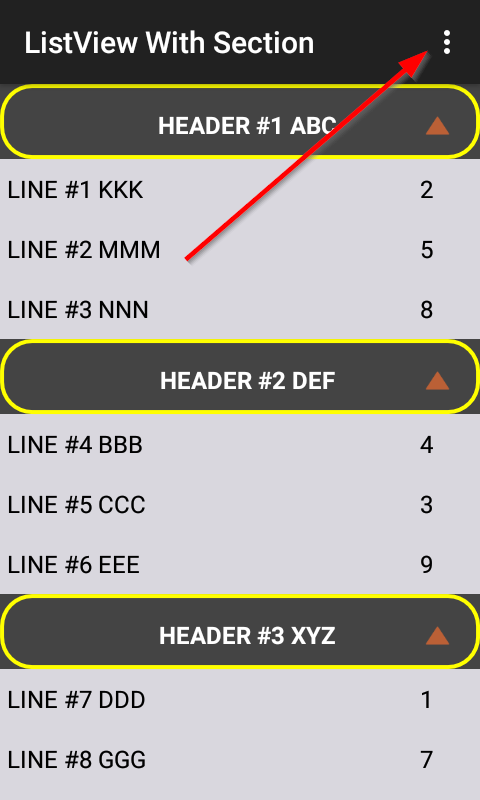 ListView With Section
HEADER #1 ABC
LINE #1 KKK 2
LINE #2 MMM 5
LINE #3 NNN 8
HEADER #2 DEF
LINE #4 BBB 4
LINE #5 CCC 3
LINE #6 EEE 9
HEADER #3 XYZ
LINE #7 DDD 1
LINE #8 GGG 7